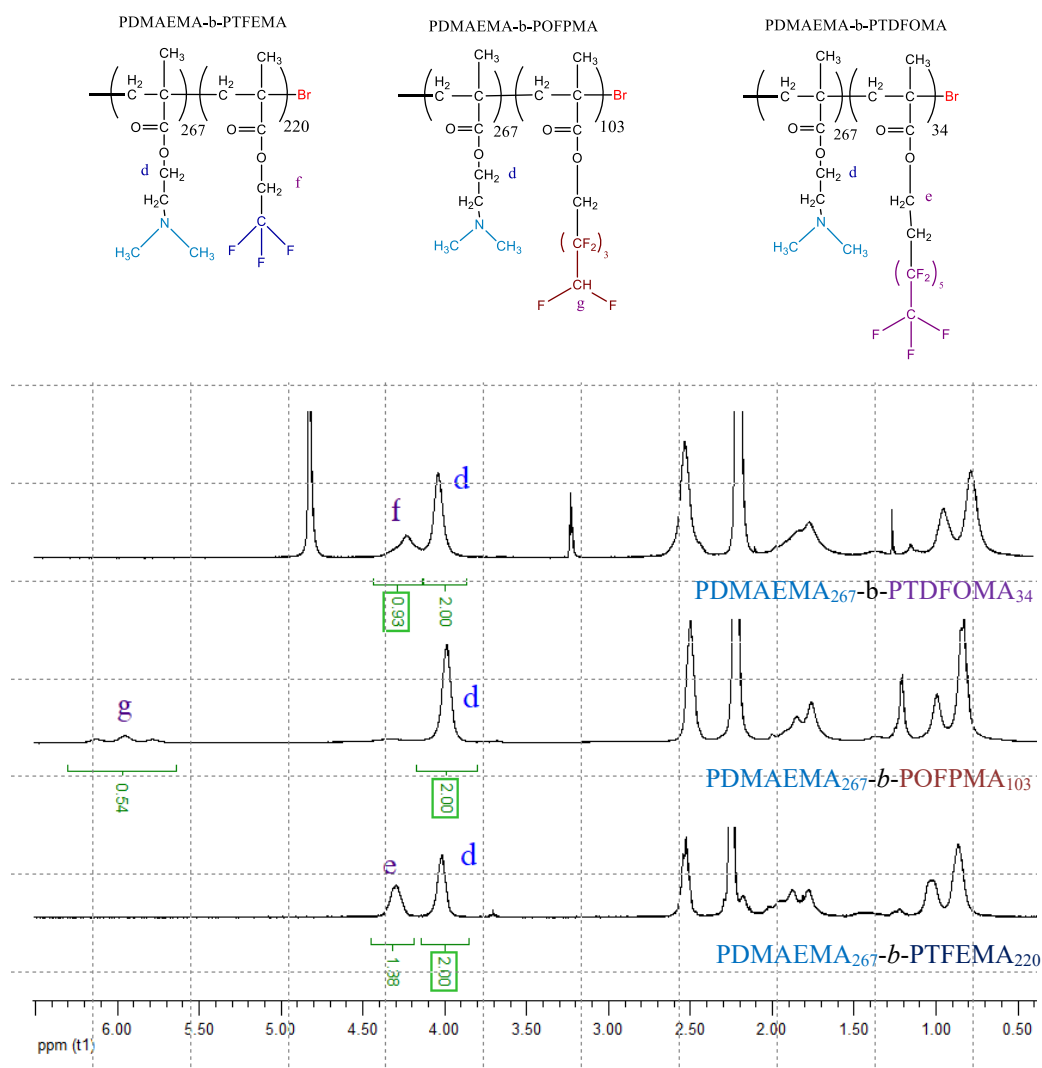 PDMAEMA-b-PTFEMA
PDMAEMA-b-POFPMA
PDMAEMA-b-PTDFOMA
H2 C CH3 H2 C CH3 Br
267 220
O O
O O
d CH2 f
H2C CH2
N C
H3C CH3 F F F
H2 C CH3 H2 C CH3 Br
267 103
O O
O O
d CH2
H2C CH2
N (CF2)3
H3C CH3 CH
F F
g
H2 C CH3 H2 C CH3 Br
267 34
O O
O O
d CH2 CH2 e
H2C CH2
N (CF2)5
H3C CH3 C
F F F
f d
0.93 2.00
PDMAEMA267-b-PTDFOMA34
g d
0.54 2.00
PDMAEMA267-b-POFPMA103
e d
1.38 2.00
PDMAEMA267-b-PTFEMA220
6.00 5.50 5.00 4.50 4.00 3.50 3.00 2.50 2.00 1.50 1.00 0.50
ppm (t1)